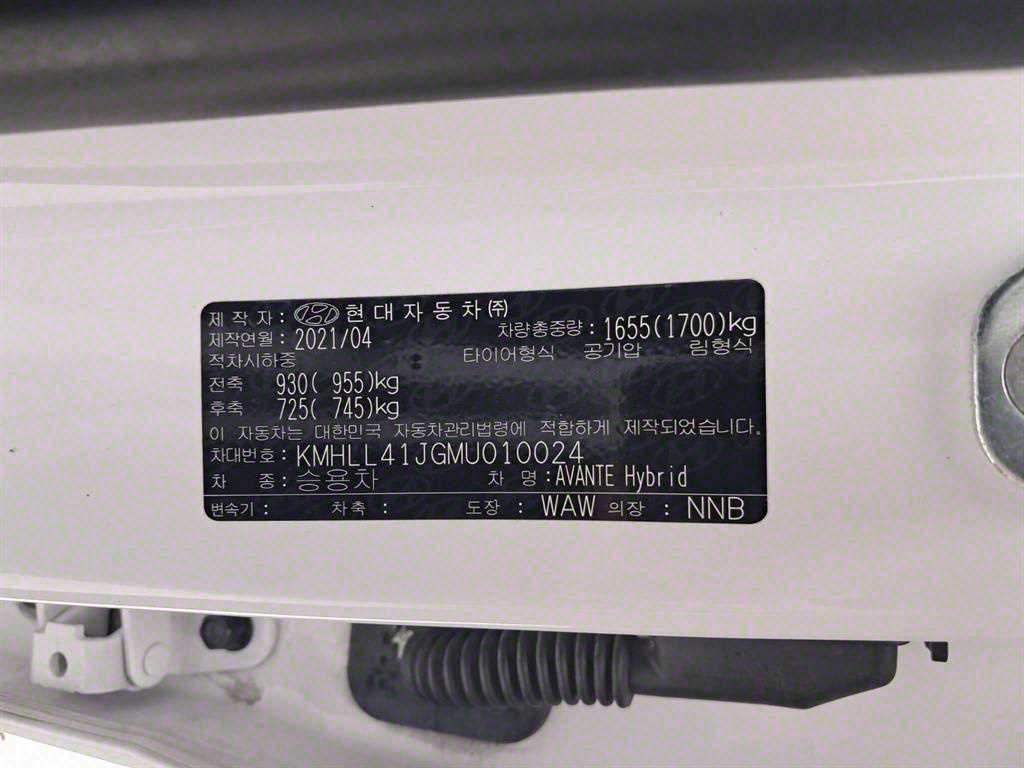 제 작 자 : 현대자동차㈜
제작연월 : 2021/04 차량총중량 : 1655(1700)kg
적차시하중 타이어형식 공기압 림형식
전축 930( 955)kg
후축 725( 745)kg
이 자동차는 대한민국 자동차관리법령에 적합하게 제작되었습니다.
차대번호 : KMHLL41JGMU010024
차 종 : 승용차 차 명 : AVANTE Hybrid
변속기 : 차축 : 도장 : WAW 의장 : NNB